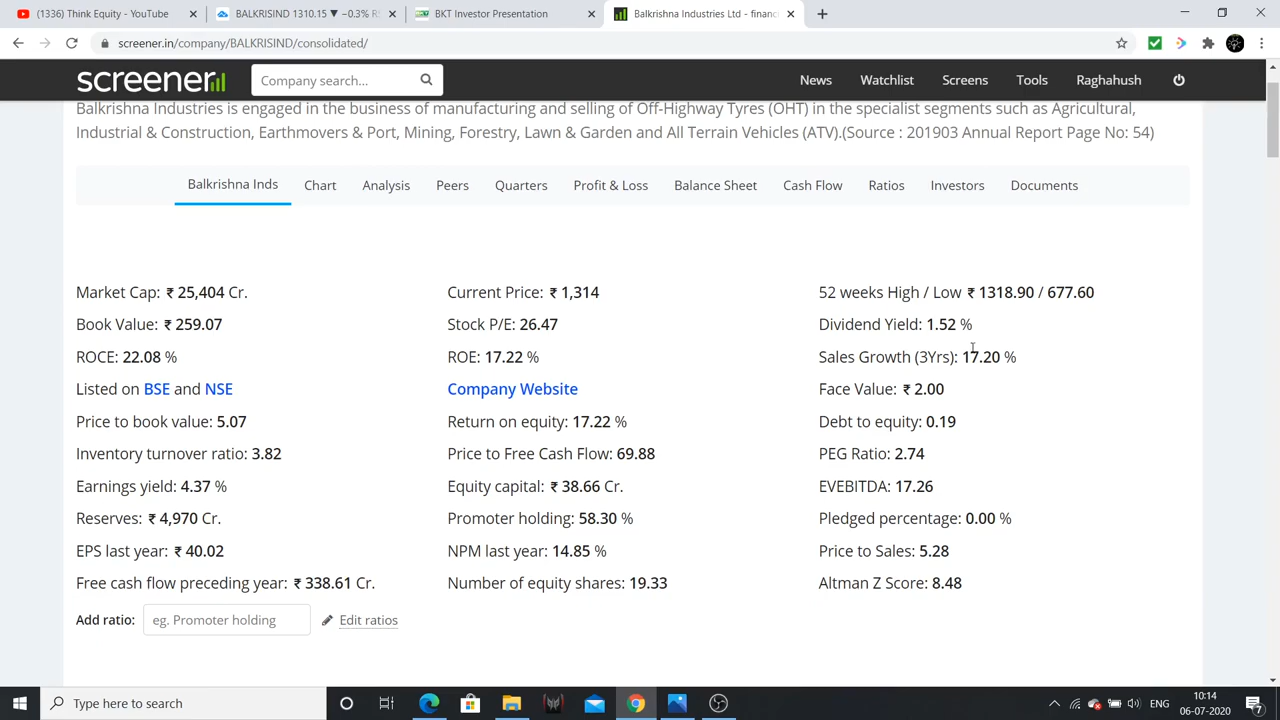 (1336) Think Equity - YouTube
BALKRISIND 1310.15 ▼ −0.3% R
BKT Investor Presentation
Balkrishna Industries Ltd - financ
screener.in/company/BALKRISIND/consolidated/
screener
Company search...
News
Watchlist
Screens
Tools
Raghahush
Balkrishna Industries is engaged in the business of manufacturing and selling of Off-Highway Tyres (OHT) in the specialist segments such as Agricultural,
Industrial & Construction, Earthmovers & Port, Mining, Forestry, Lawn & Garden and All Terrain Vehicles (ATV).(Source : 201903 Annual Report Page No: 54)
Balkrishna Inds
Chart
Analysis
Peers
Quarters
Profit & Loss
Balance Sheet
Cash Flow
Ratios
Investors
Documents
Market Cap: ₹ 25,404 Cr.
Current Price: ₹ 1,314
52 weeks High / Low ₹ 1318.90 / 677.60
Book Value: ₹ 259.07
Stock P/E: 26.47
Dividend Yield: 1.52 %
ROCE: 22.08 %
ROE: 17.22 %
Sales Growth (3Yrs): 17.20 %
Listed on BSE and NSE
Company Website
Face Value: ₹ 2.00
Price to book value: 5.07
Return on equity: 17.22 %
Debt to equity: 0.19
Inventory turnover ratio: 3.82
Price to Free Cash Flow: 69.88
PEG Ratio: 2.74
Earnings yield: 4.37 %
Equity capital: ₹ 38.66 Cr.
EVEBITDA: 17.26
Reserves: ₹ 4,970 Cr.
Promoter holding: 58.30 %
Pledged percentage: 0.00 %
EPS last year: ₹ 40.02
NPM last year: 14.85 %
Price to Sales: 5.28
Free cash flow preceding year: ₹ 338.61 Cr.
Number of equity shares: 19.33
Altman Z Score: 8.48
Add ratio:
eg. Promoter holding
Edit ratios
Type here to search
ENG
10:14
06-07-2020
7